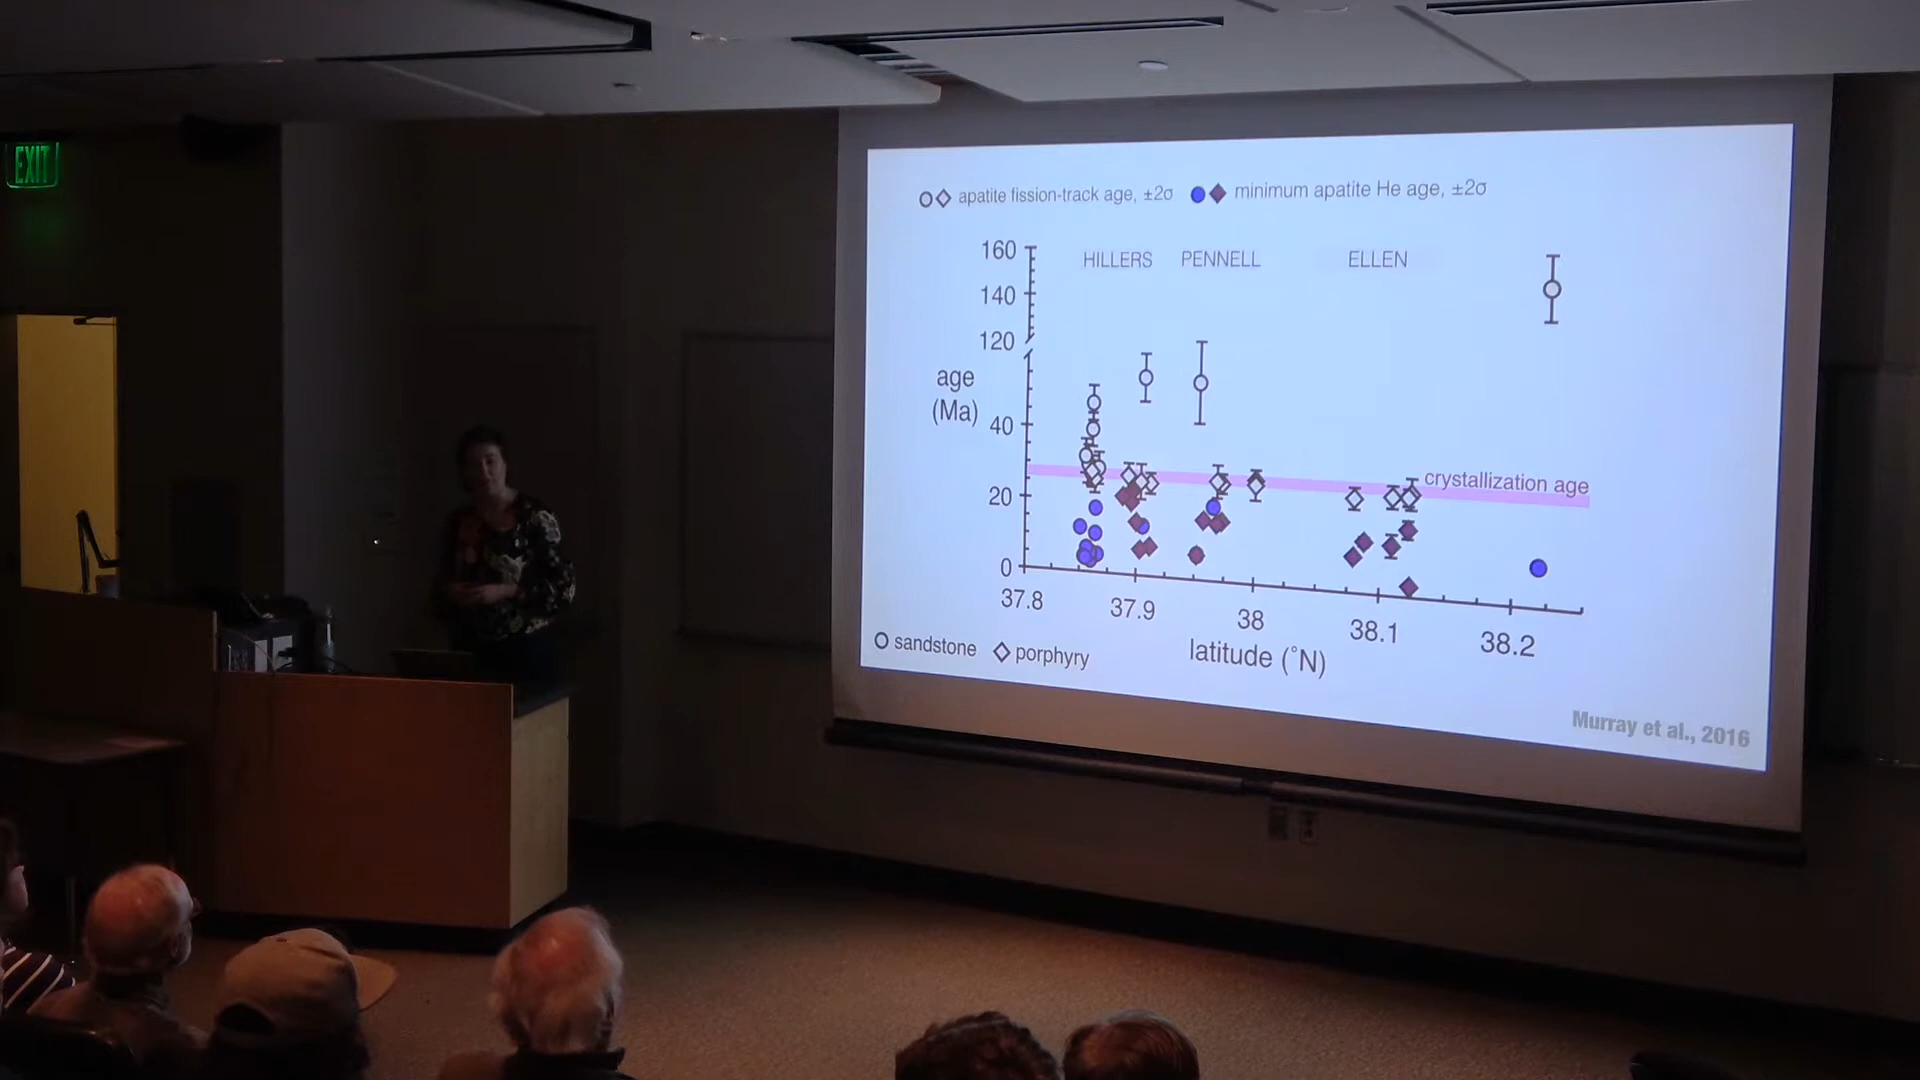 EXIT
apatite fission-track age, ±2σ
minimum apatite He age, ±2σ
HILLERS
PENNELL
ELLEN
160
140
120
age
(Ma)
40
20
0
crystallization age
37.8
37.9
38
38.1
38.2
latitude (°N)
sandstone
porphyry
Murray et al., 2016